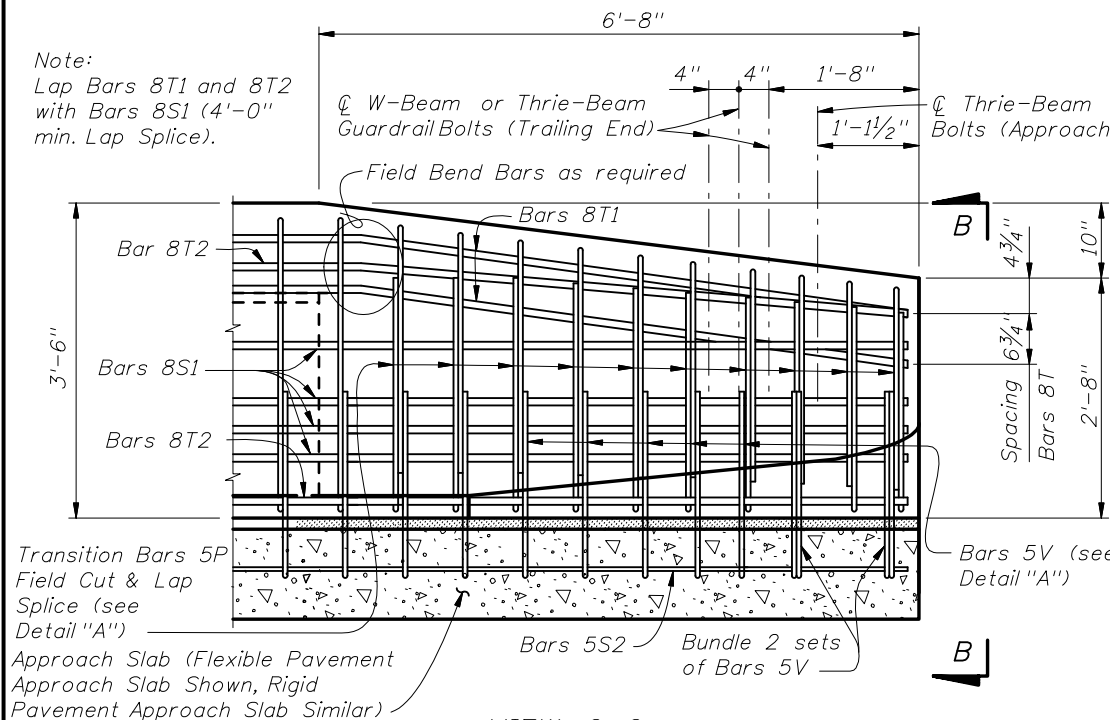 6'-8"
Note:
Lap Bars 8T1 and 8T2
with Bars 8S1 (4'-0"
min. Lap Splice).
4"
4"
1'-8"
℄ W-Beam or Thrie-Beam
Guardrail Bolts (Trailing End)
℄ Thrie-Beam
Bolts (Approach
1'-1½"
Field Bend Bars as required
Bars 8T1
B
Bar 8T2
4¾"
10"
3'-6"
Bars 8S1
6¾"
Spacing
Bars 8T
2'-8"
Bars 8T2
Transition Bars 5P
Field Cut & Lap
Splice (see
Detail "A")
Bars 5V (see
Detail "A")
Bars 5S2
Bundle 2 sets
of Bars 5V
B
Approach Slab (Flexible Pavement
Approach Slab Shown, Rigid
Pavement Approach Slab Similar)